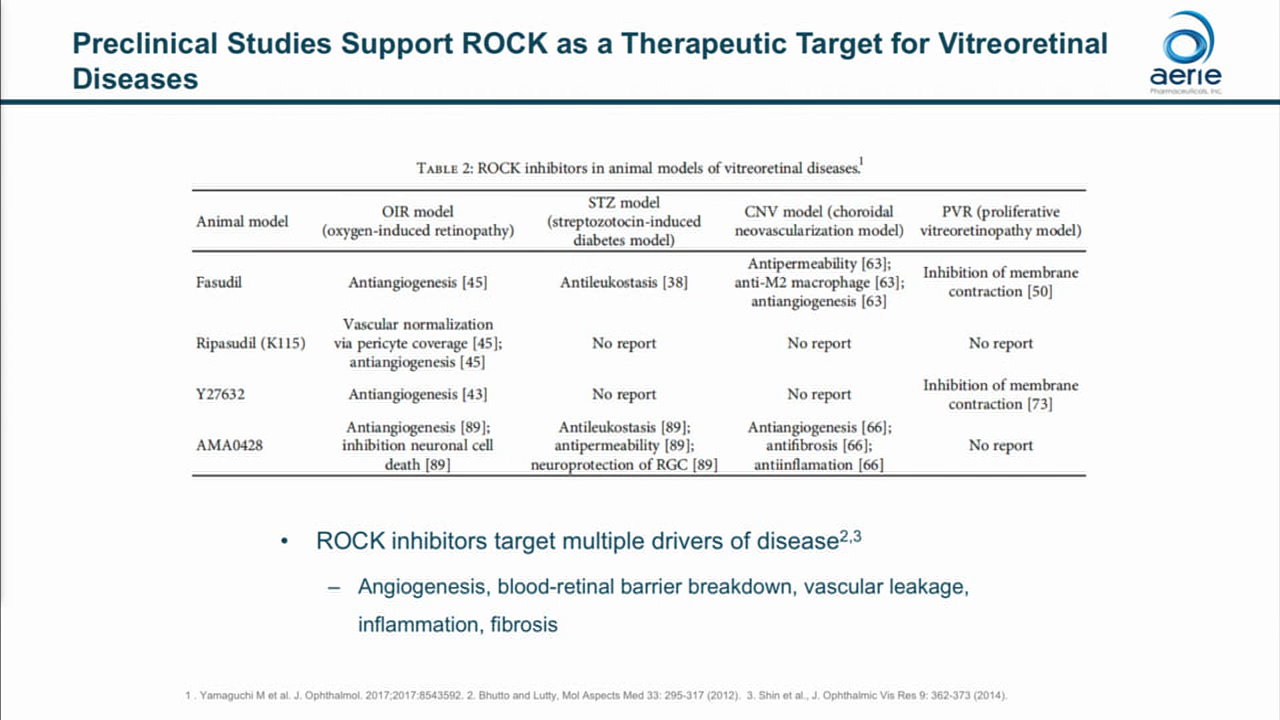 Preclinical Studies Support ROCK as a Therapeutic Target for Vitreoretinal
Diseases
aerie
Pharmaceuticals, Inc.
TABLE 2: ROCK inhibitors in animal models of vitreoretinal diseases.1
Animal model
OIR model
(oxygen-induced retinopathy)
STZ model
(streptozotocin-induced
diabetes model)
CNV model (choroidal
neovascularization model)
PVR (proliferative
vitreoretinopathy model)
Fasudil
Antiangiogenesis [45]
Antileukostasis [38]
Antipermeability [63];
anti-M2 macrophage [63];
antiangiogenesis [63]
Inhibition of membrane
contraction [50]
Ripasudil (K115)
Vascular normalization
via pericyte coverage [45];
antiangiogenesis [45]
No report
No report
No report
Y27632
Antiangiogenesis [43]
No report
No report
Inhibition of membrane
contraction [73]
AMA0428
Antiangiogenesis [89];
inhibition neuronal cell
death [89]
Antileukostasis [89];
antipermeability [89];
neuroprotection of RGC [89]
Antiangiogenesis [66];
antifibrosis [66];
antiinflamation [66]
No report
• ROCK inhibitors target multiple drivers of disease2,3
– Angiogenesis, blood-retinal barrier breakdown, vascular leakage,
inflammation, fibrosis
1 . Yamaguchi M et al. J. Ophthalmol. 2017;2017:8543592. 2. Bhutto and Lutty, Mol Aspects Med 33: 295-317 (2012). 3. Shin et al., J. Ophthalmic Vis Res 9: 362-373 (2014).